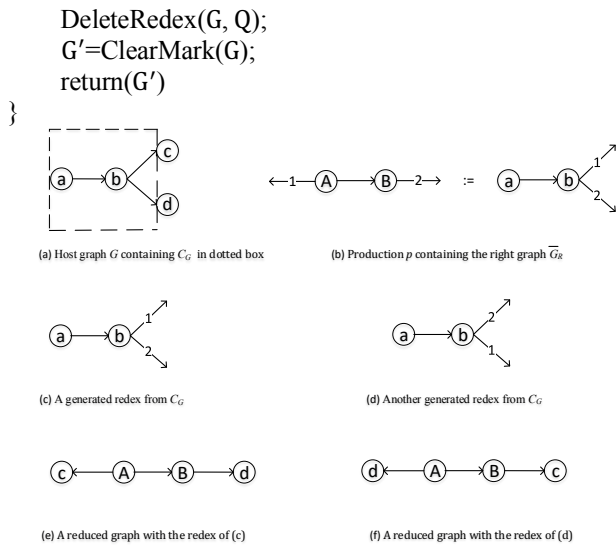 DeleteRedex(G, Q);
G′=ClearMark(G);
return(G′)
}
a b c d
←1 A B 2→ := a b 1 2
(a) Host graph G containing C_G in dotted box
(b) Production p containing the right graph G̅_R
a b 1 2
a b 2 1
(c) A generated redex from C_G
(d) Another generated redex from C_G
c A B d
d A B c
(e) A reduced graph with the redex of (c)
(f) A reduced graph with the redex of (d)